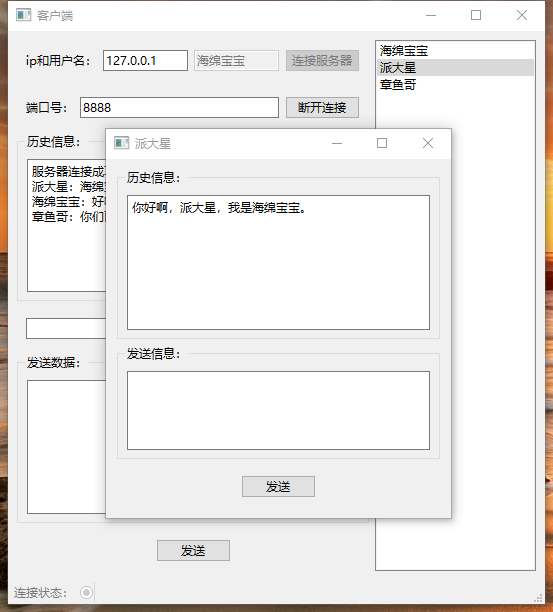 客户端
ip和用户名： 127.0.0.1 海绵宝宝 连接服务器
端口号： 8888 断开连接
海绵宝宝
派大星
章鱼哥
历史信息：
服务器连接成
派大星：海绵
海绵宝宝：好
章鱼哥：你们
发送数据：
发送
连接状态：
派大星
历史信息：
你好啊，派大星，我是海绵宝宝。
发送信息：
发送